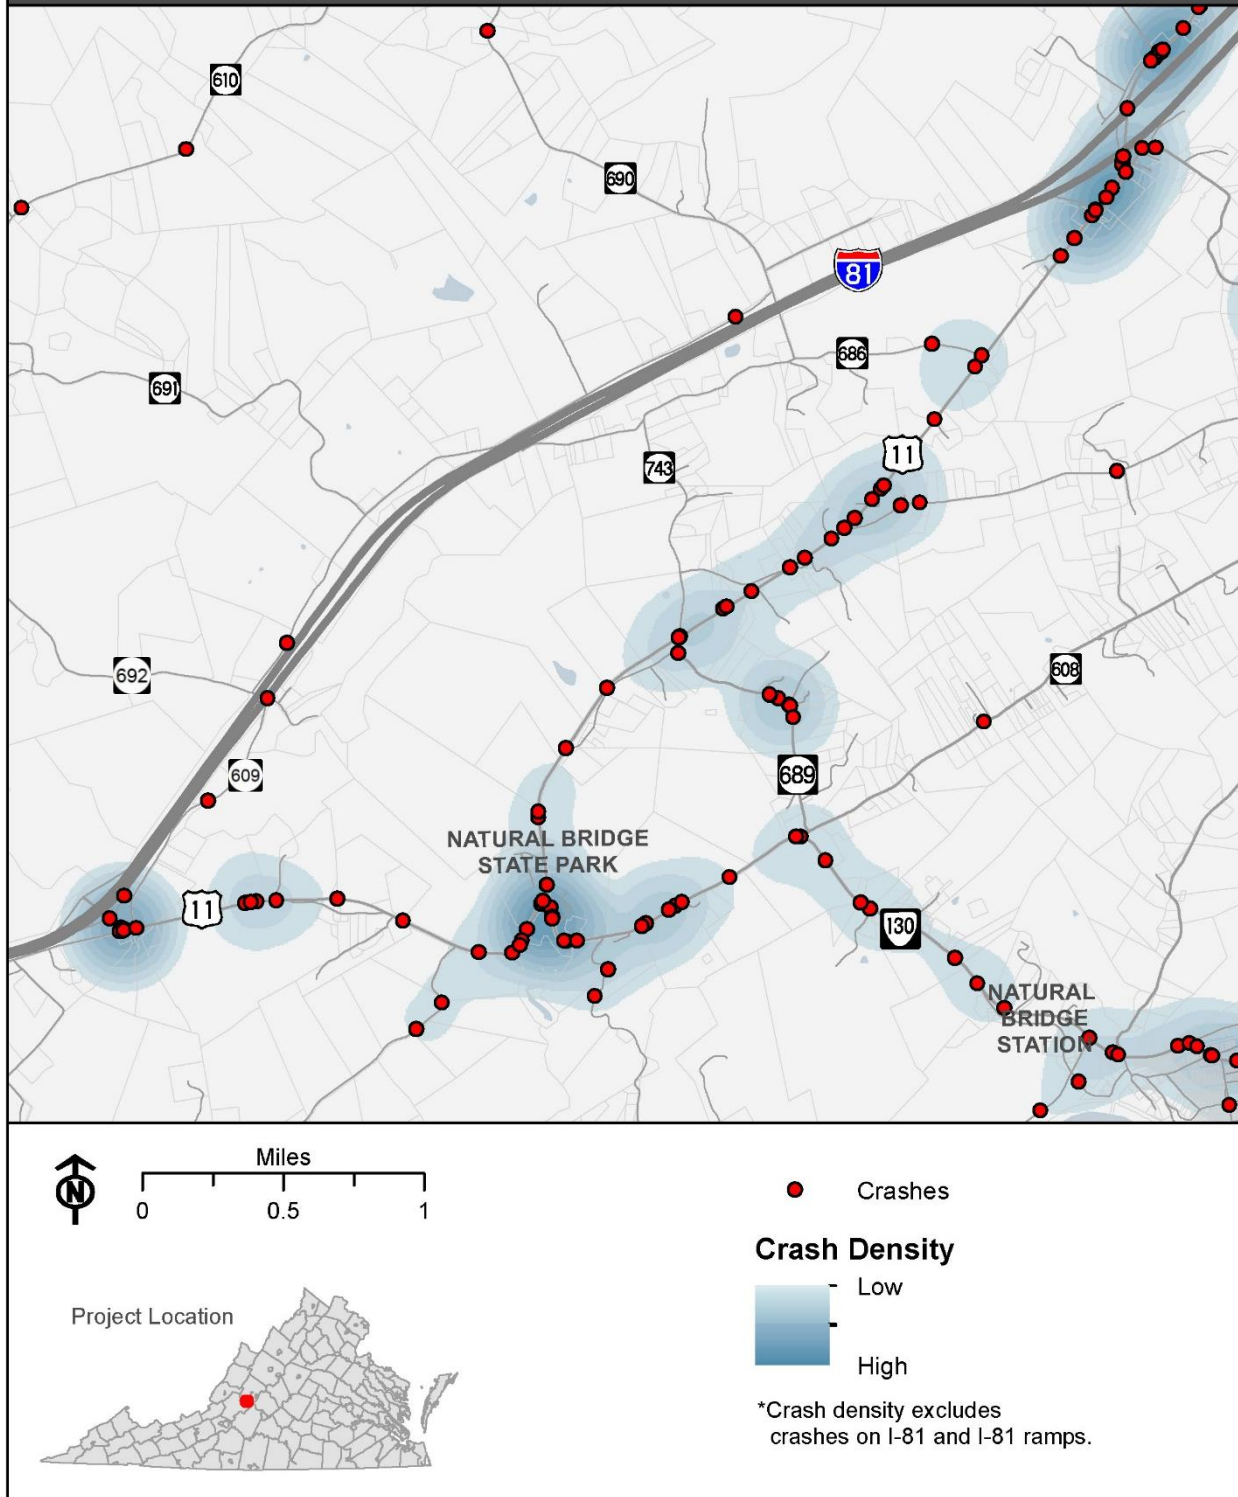 610
690
81
686
691
11
743
692
608
609
689
NATURAL BRIDGE
STATE PARK
11
130
NATURAL
BRIDGE
STATION
Miles
N
0 0.5 1
Project Location
Crashes
Crash Density
Low
High
*Crash density excludes
crashes on I-81 and I-81 ramps.